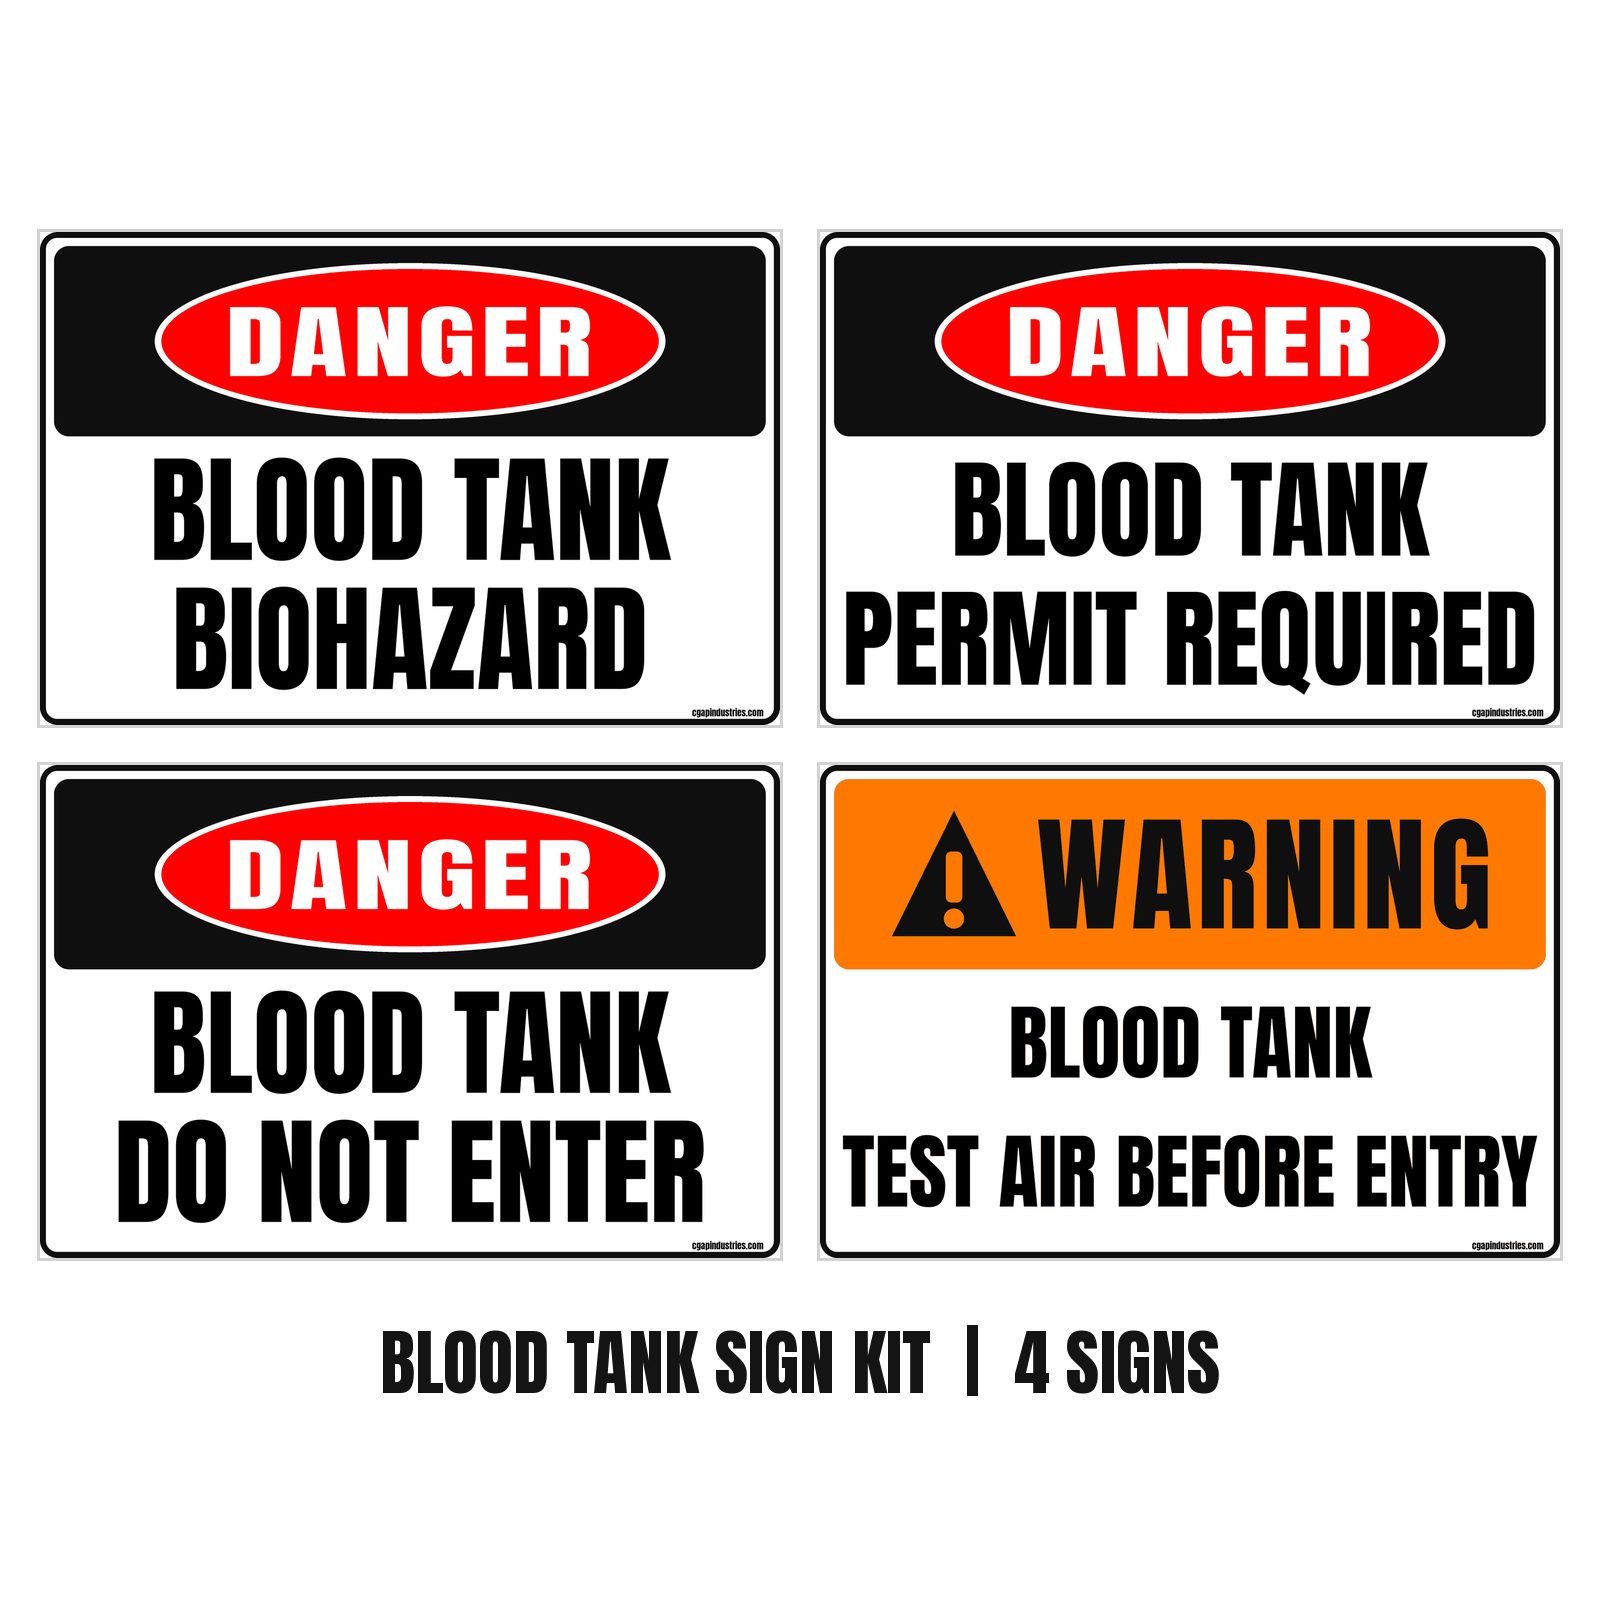 DANGER
BLOOD TANK
BIOHAZARD
cgapindustries.com
DANGER
BLOOD TANK
PERMIT REQUIRED
cgapindustries.com
DANGER
BLOOD TANK
DO NOT ENTER
cgapindustries.com
WARNING
BLOOD TANK
TEST AIR BEFORE ENTRY
cgapindustries.com
BLOOD TANK SIGN KIT | 4 SIGNS